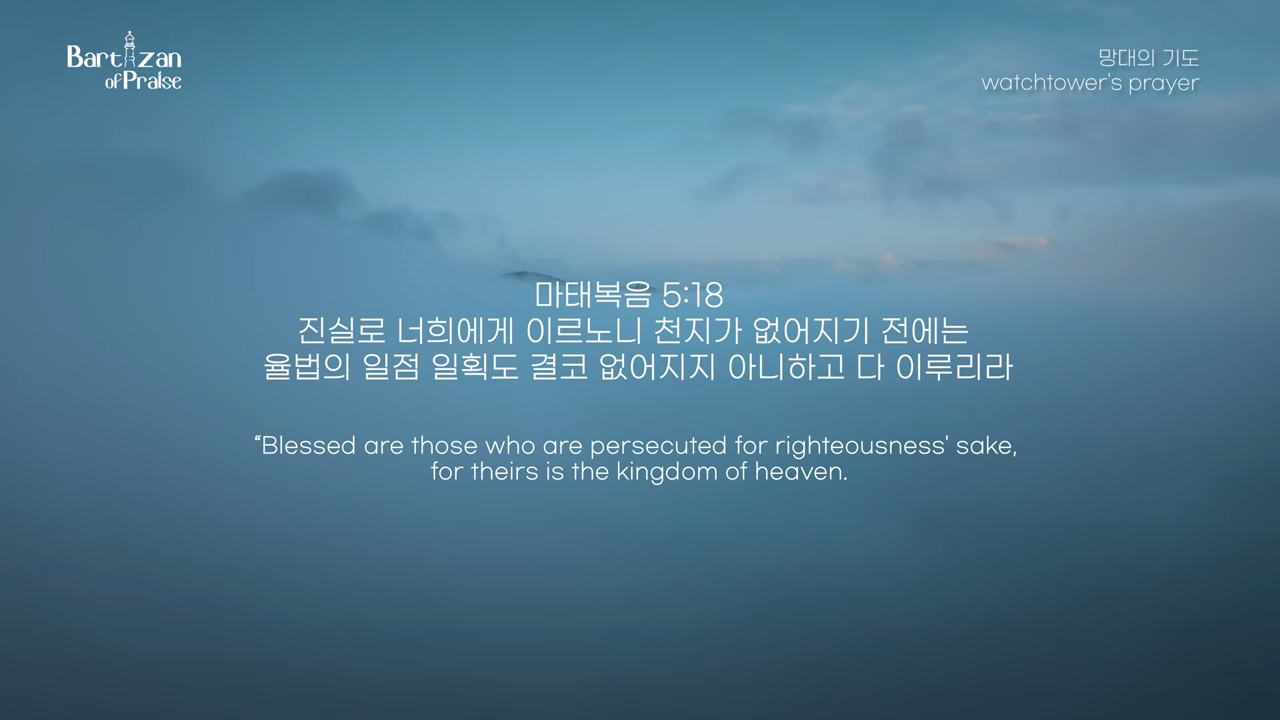 Bartizan
of Praise
망대의 기도
watchtower's prayer
마태복음 5:18
진실로 너희에게 이르노니 천지가 없어지기 전에는
율법의 일점 일획도 결코 없어지지 아니하고 다 이루리라
“Blessed are those who are persecuted for righteousness' sake,
for theirs is the kingdom of heaven.